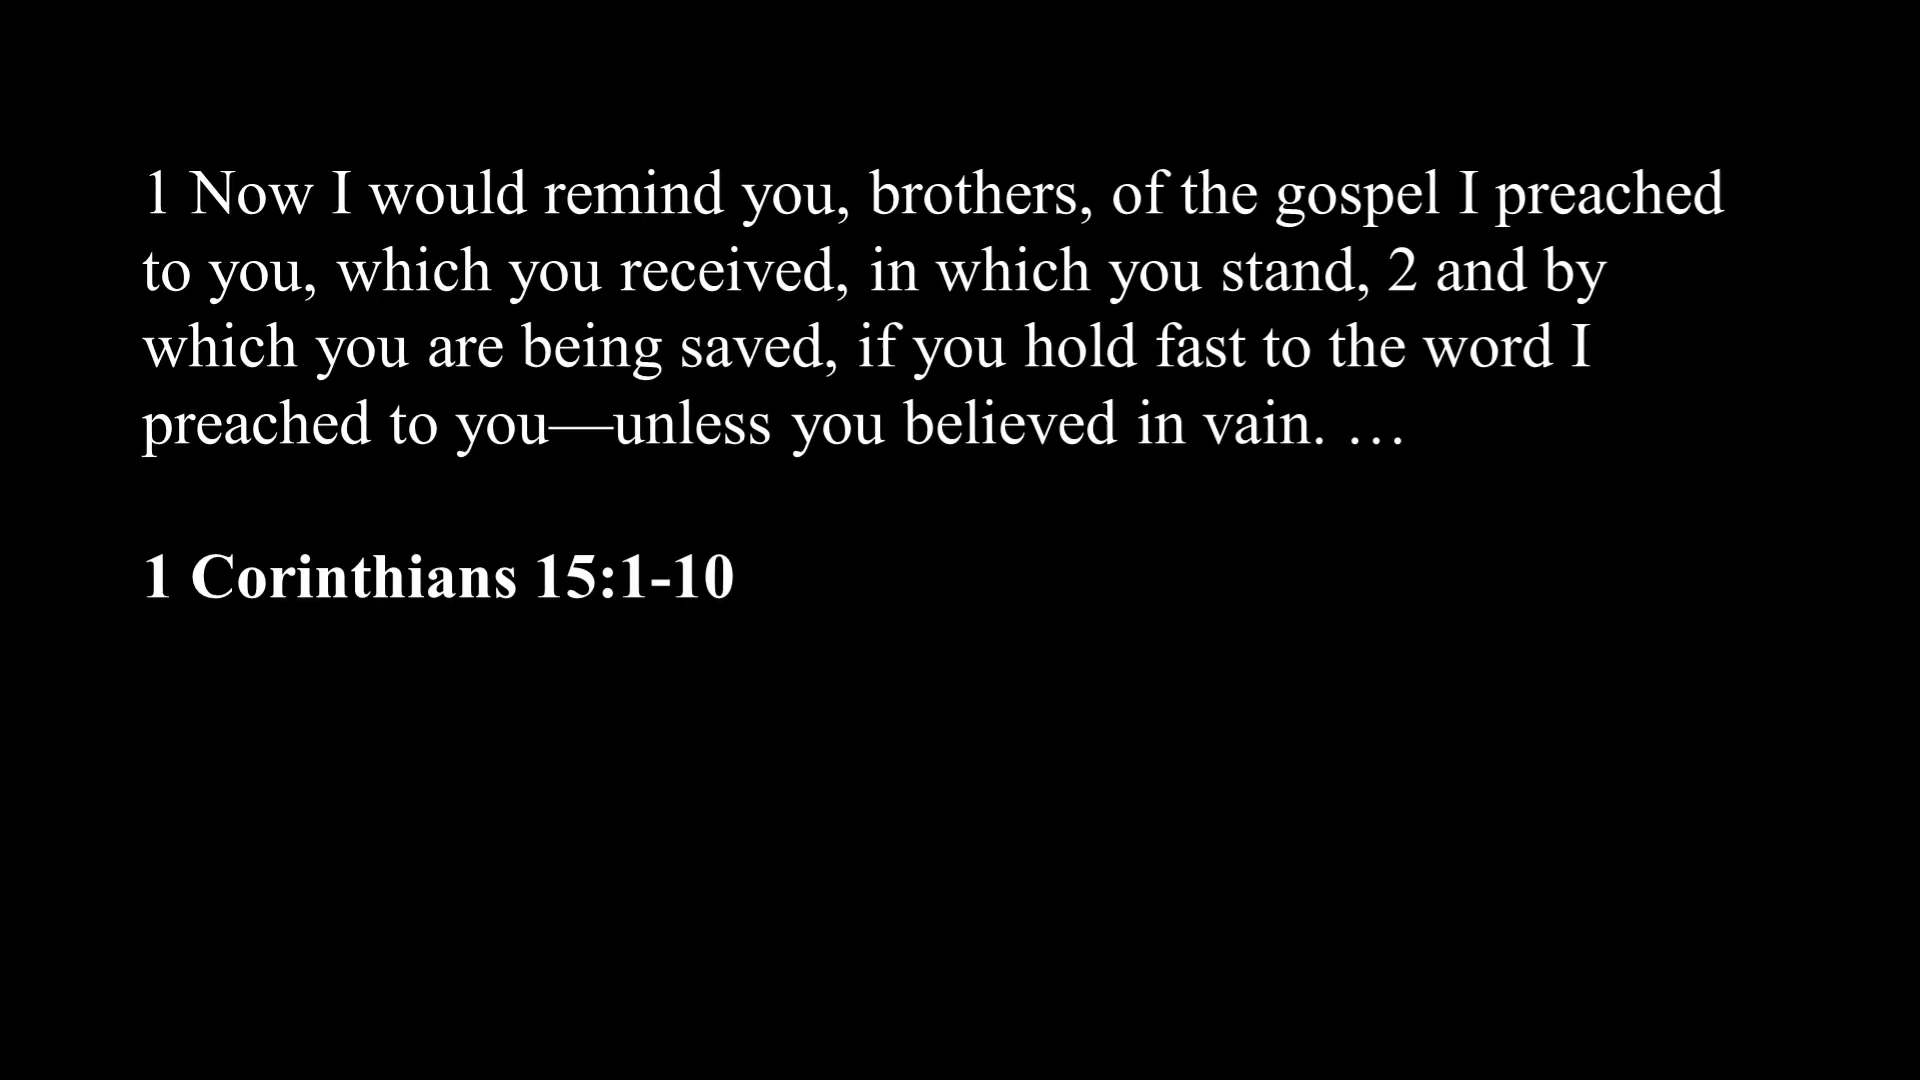 1 Now I would remind you, brothers, of the gospel I preached
to you, which you received, in which you stand, 2 and by
which you are being saved, if you hold fast to the word I
preached to you—unless you believed in vain. …
1 Corinthians 15:1-10